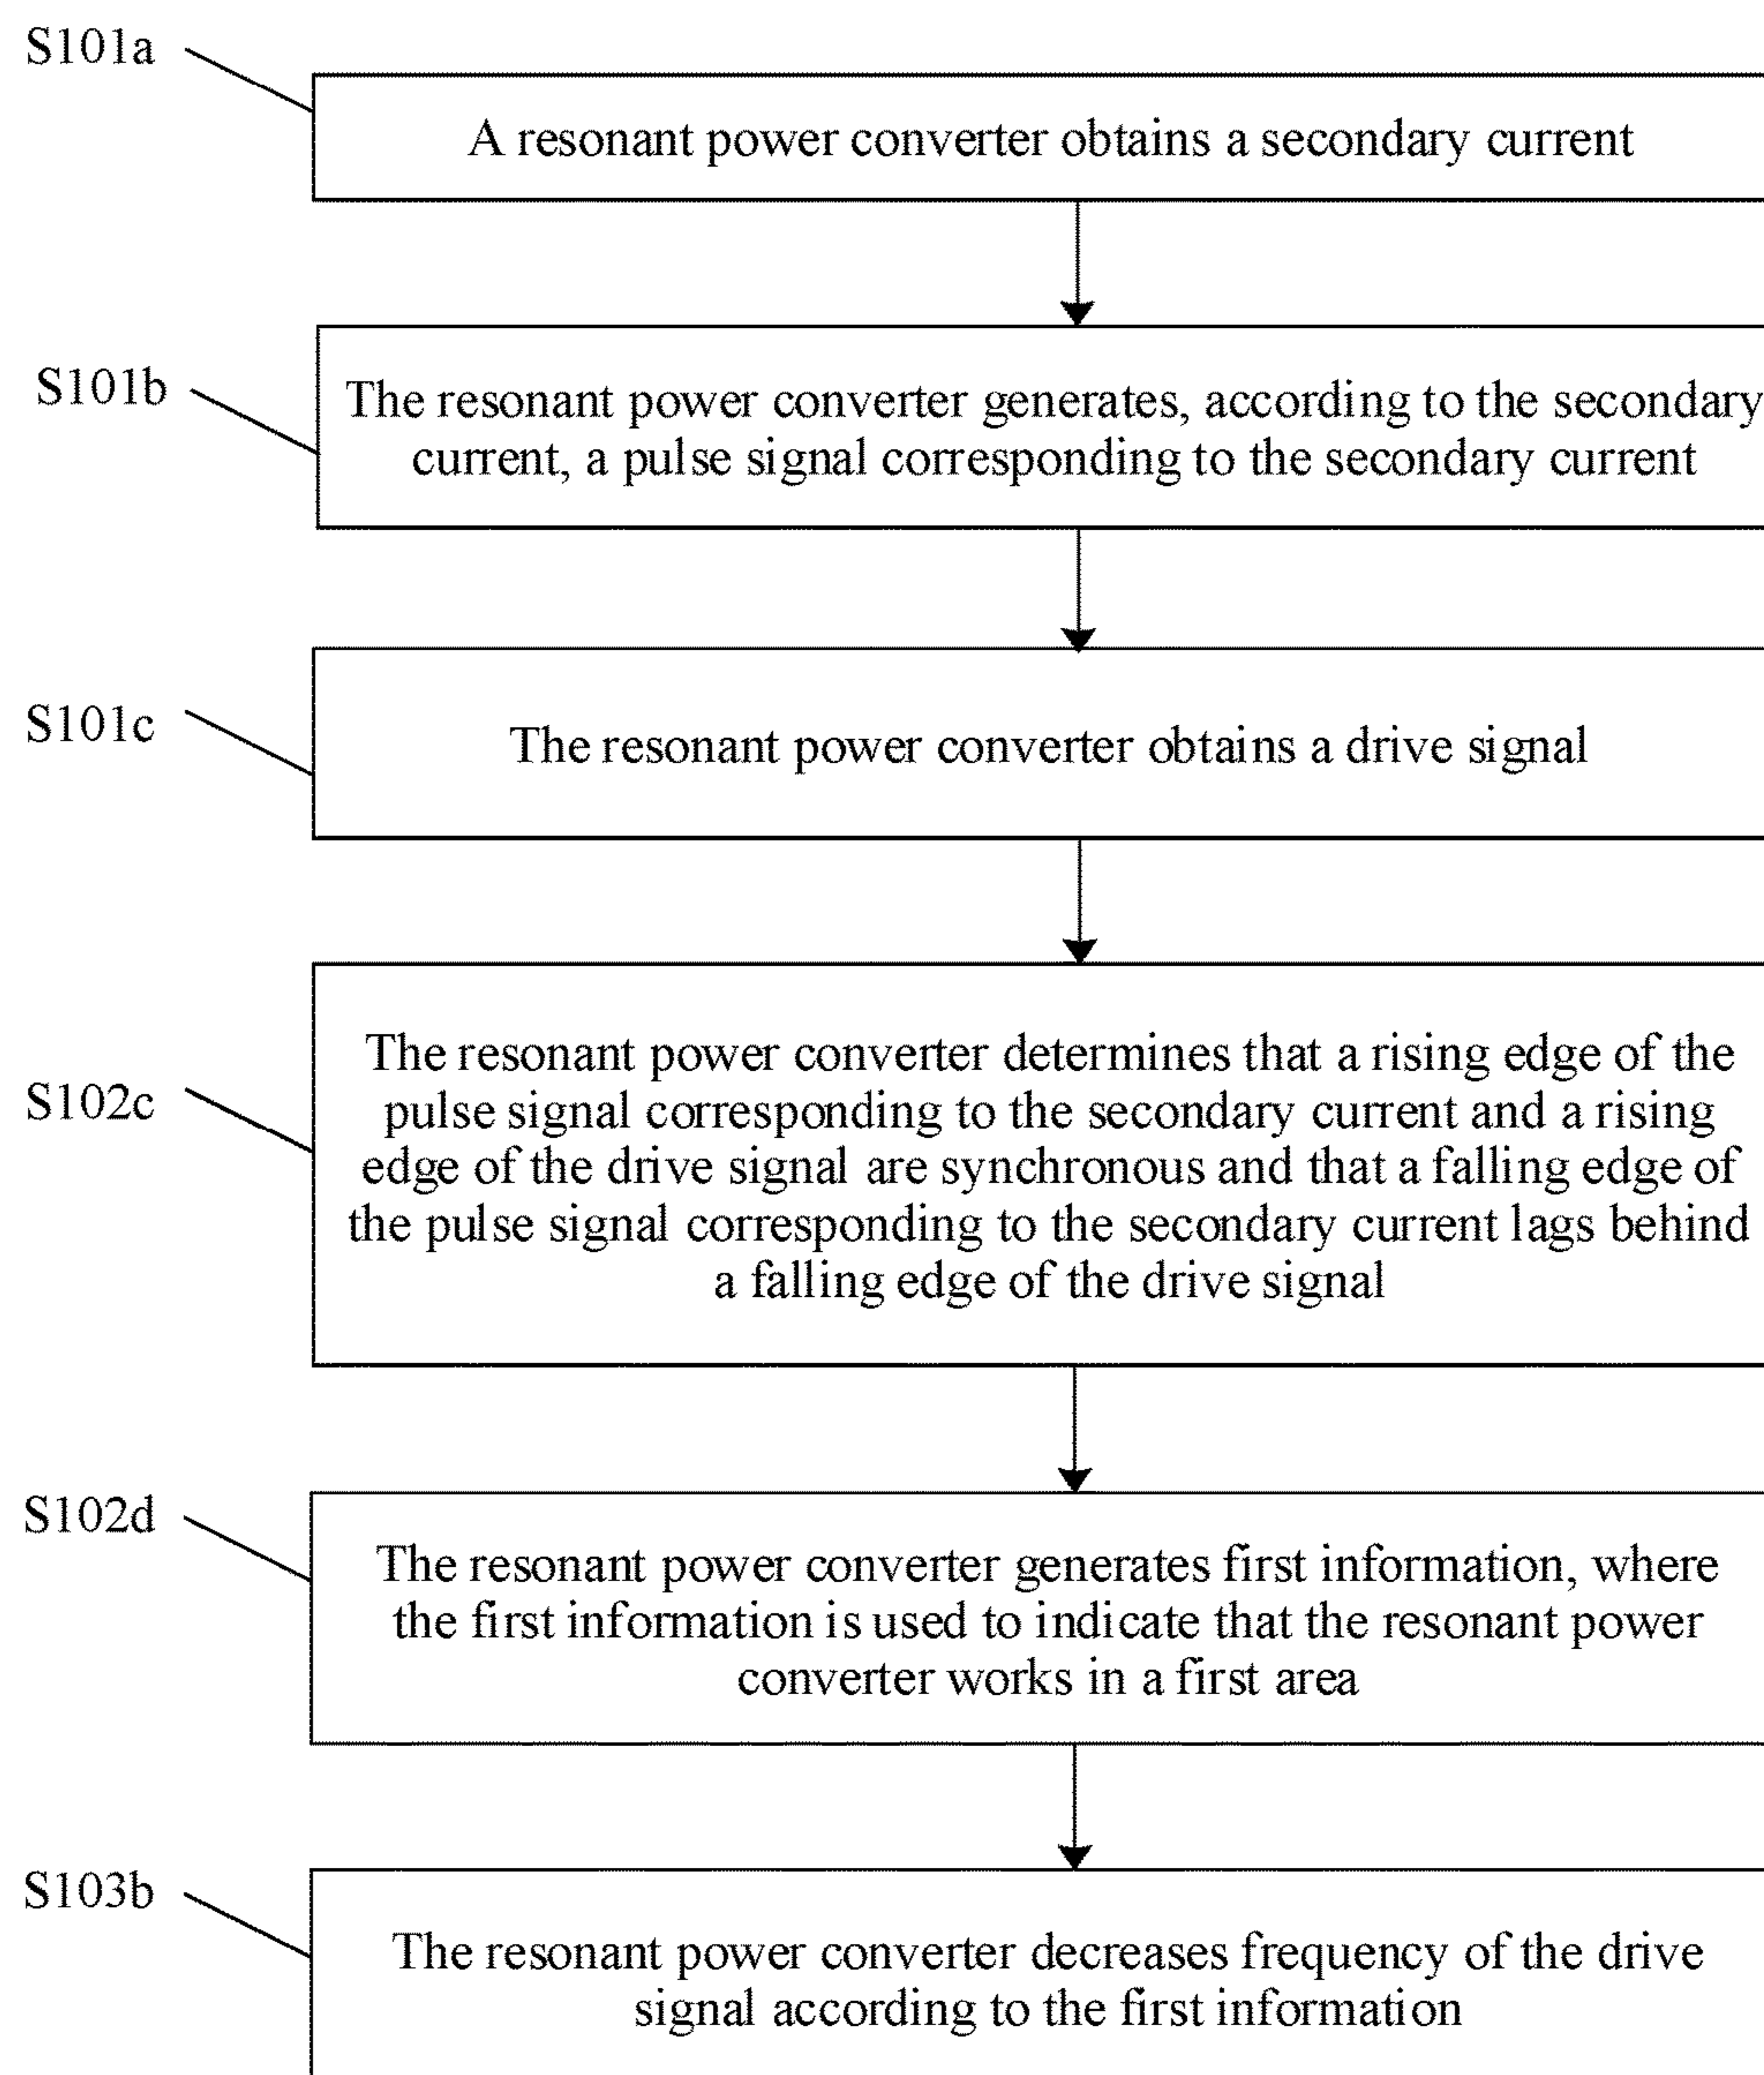 S101a
A resonant power converter obtains a secondary current
S101b
The resonant power converter generates, according to the secondary
current, a pulse signal corresponding to the secondary current
S101c
The resonant power converter obtains a drive signal
S102c
The resonant power converter determines that a rising edge of the
pulse signal corresponding to the secondary current and a rising
edge of the drive signal are synchronous and that a falling edge of
the pulse signal corresponding to the secondary current lags behind
a falling edge of the drive signal
S102d
The resonant power converter generates first information, where
the first information is used to indicate that the resonant power
converter works in a first area
S103b
The resonant power converter decreases frequency of the drive
signal according to the first information